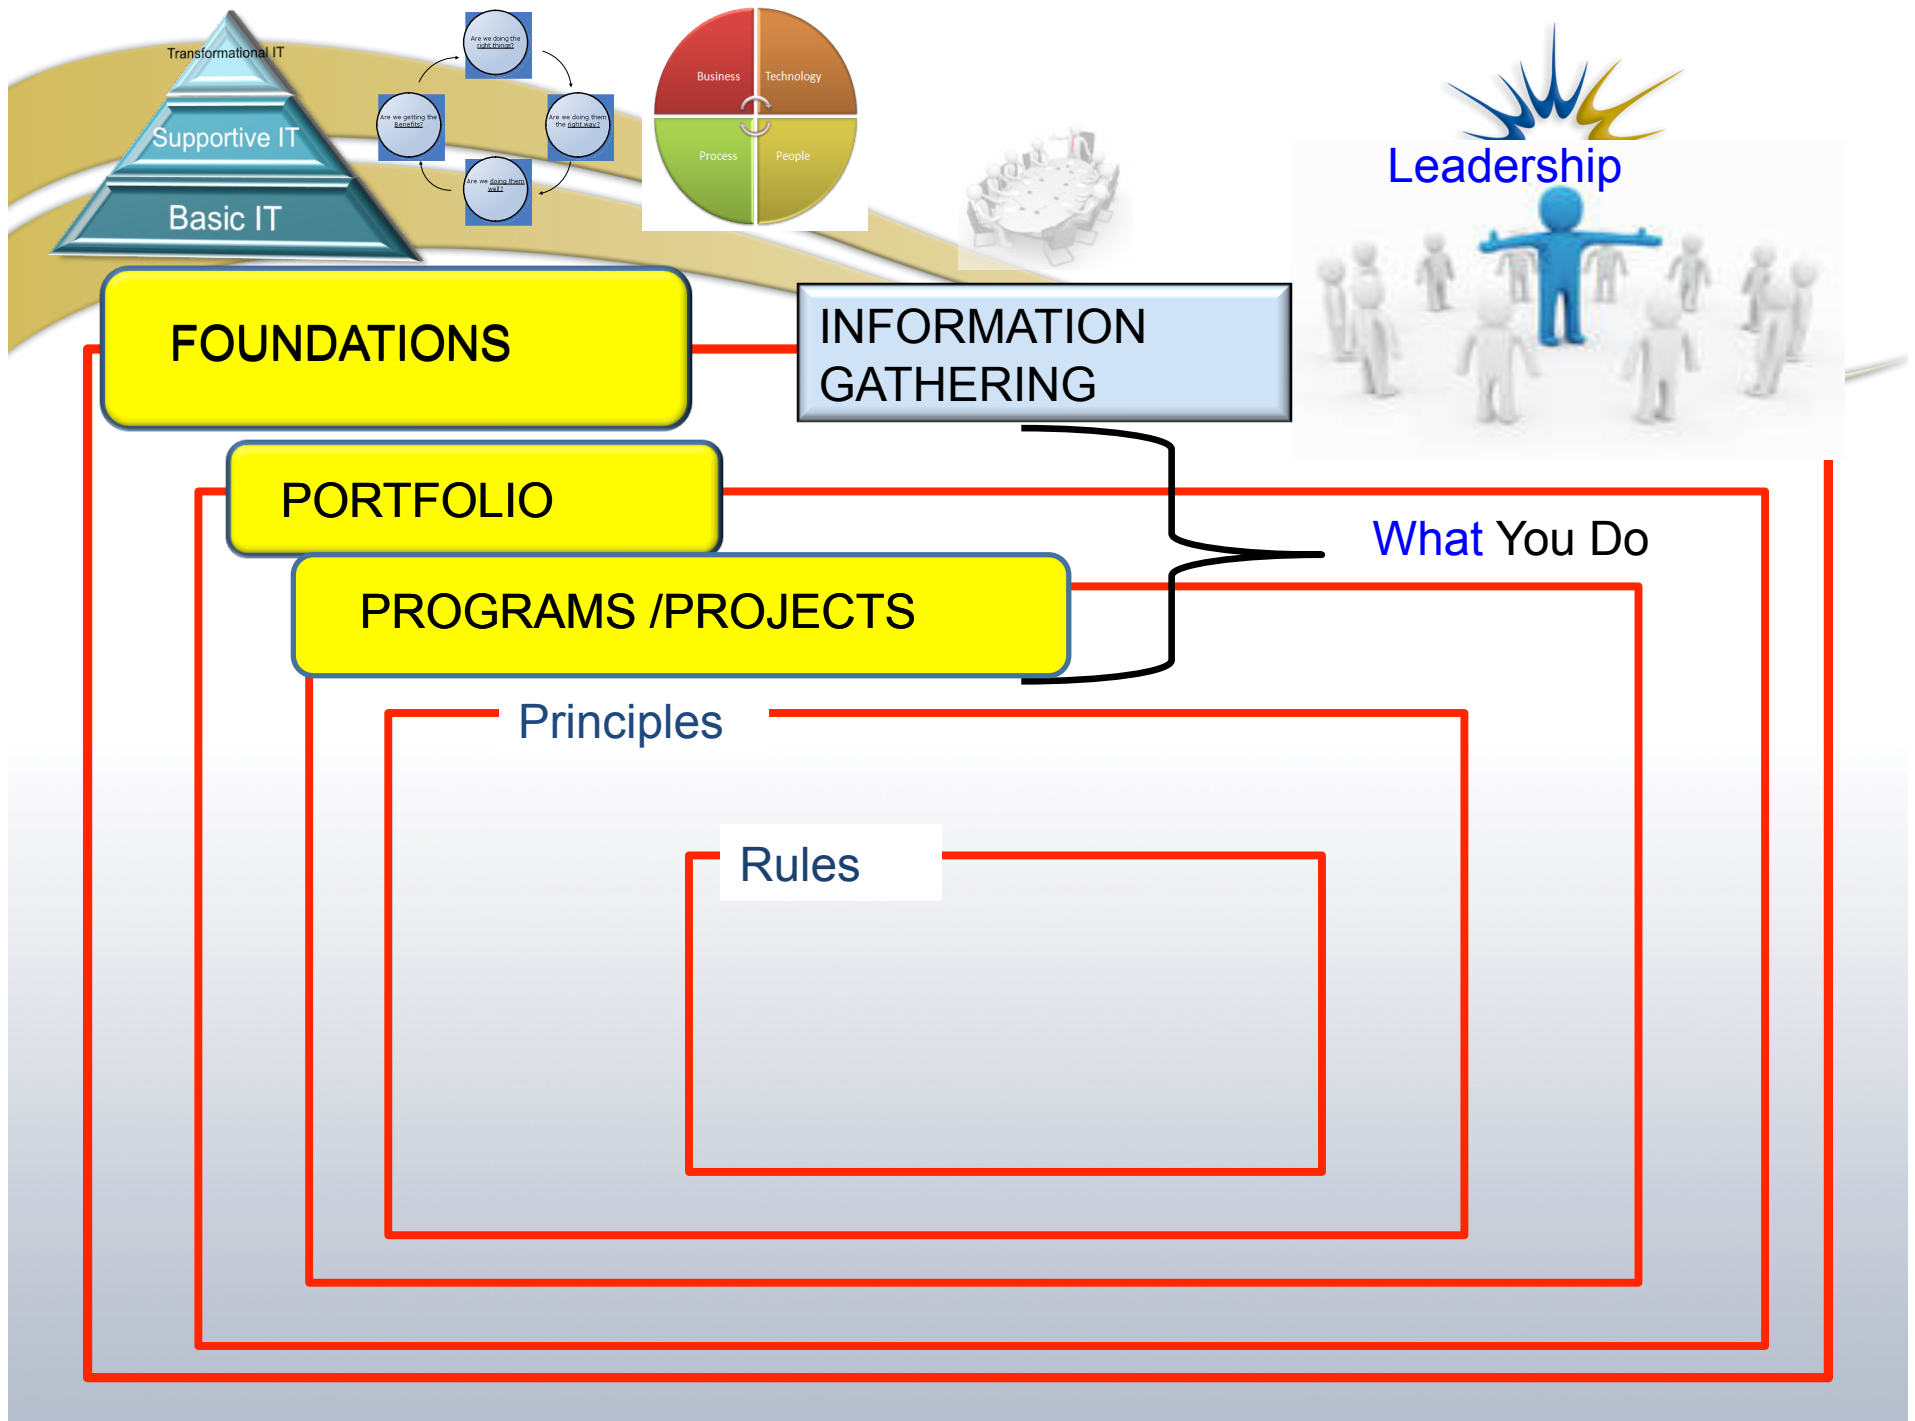 Transformational IT
Supportive IT
Basic IT
Are we doing the
right things?
Are we doing them
the right way?
Are we doing them
well?
Are we getting the
Benefits?
Business
Technology
Process
People
Leadership
FOUNDATIONS
INFORMATION
GATHERING
PORTFOLIO
What You Do
PROGRAMS /PROJECTS
Principles
Rules